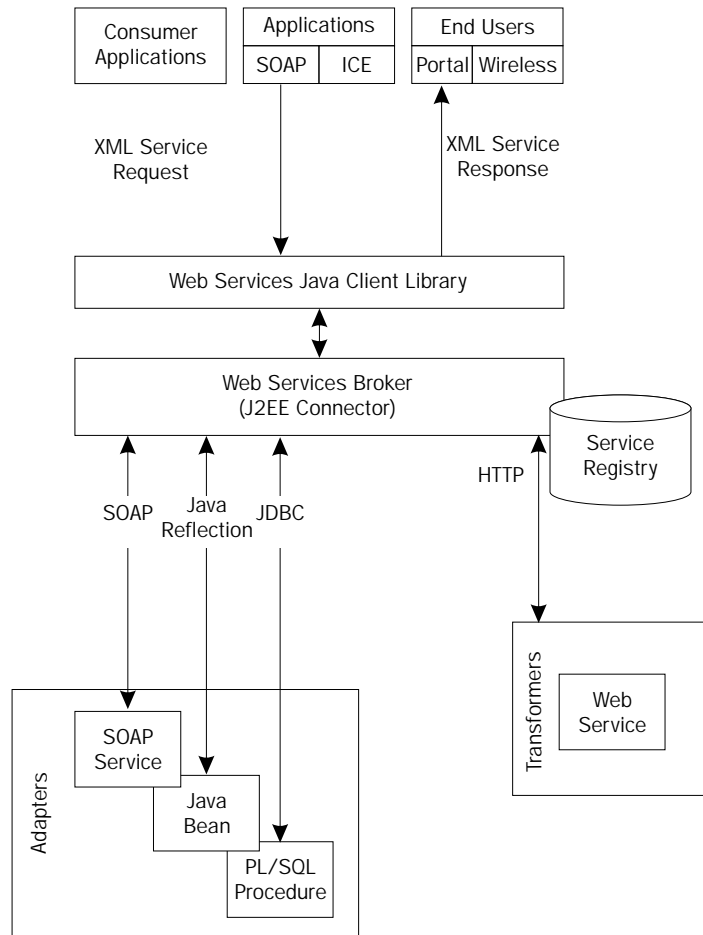 Consumer
Applications
Applications
SOAP
ICE
End Users
Portal
Wireless
XML Service
Request
XML Service
Response
Web Services Java Client Library
Web Services Broker
(J2EE Connector)
Service
Registry
SOAP
Java
Reflection
JDBC
HTTP
Adapters
SOAP
Service
Java
Bean
PL/SQL
Procedure
Transformers
Web
Service